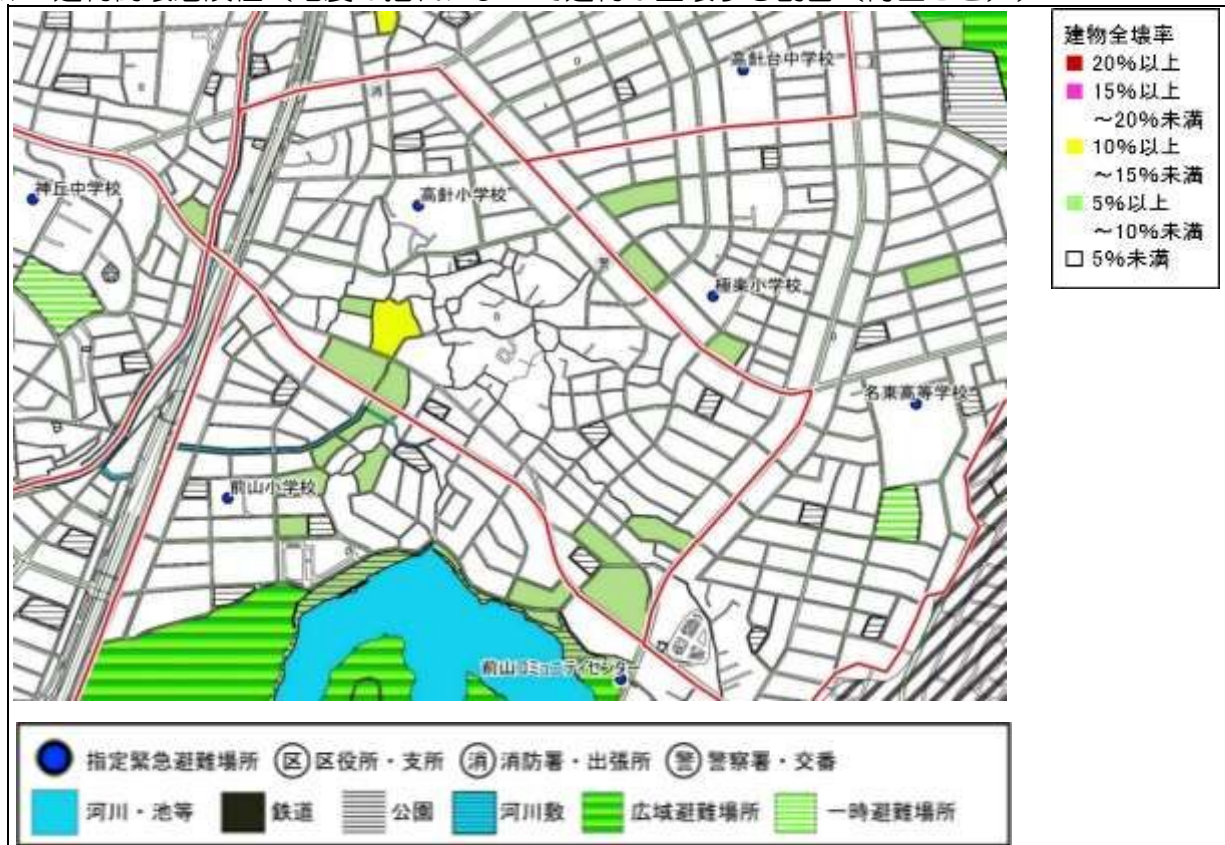 建物全壊率
20%以上
15%以上
～20%未満
10%以上
～15%未満
5%以上
～10%未満
5%未満
高針台中学校
消
神丘中学校
高針小学校
警
極楽小学校
名東高等学校
前山小学校
前山コミュニティセンター
指定緊急避難場所 区 区役所・支所 消 消防署・出張所 警 警察署・交番
河川・池等 鉄道 公園 河川敷 広域避難場所 一時避難場所